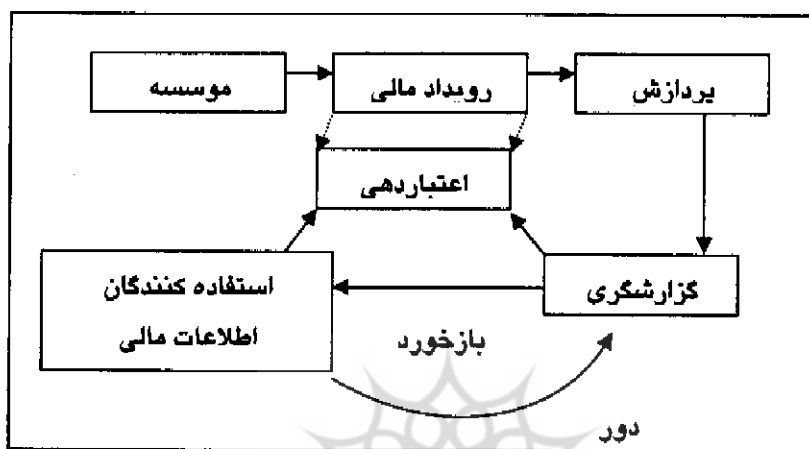 موسسه
رویداد مالی
پردازش
اعتباردهی
استفاده کنندگان
اطلاعات مالی
گزارشگری
بازخورد
دور